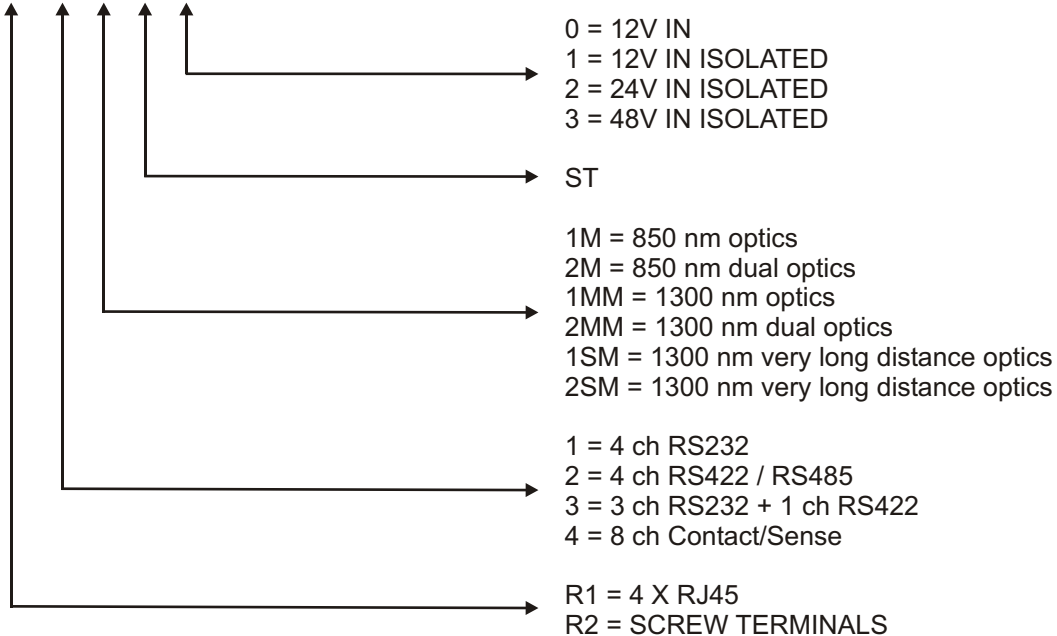 0 = 12V IN
1 = 12V IN ISOLATED
2 = 24V IN ISOLATED
3 = 48V IN ISOLATED
ST
1M = 850 nm optics
2M = 850 nm dual optics
1MM = 1300 nm optics
2MM = 1300 nm dual optics
1SM = 1300 nm very long distance optics
2SM = 1300 nm very long distance optics
1 = 4 ch RS232
2 = 4 ch RS422 / RS485
3 = 3 ch RS232 + 1 ch RS422
4 = 8 ch Contact/Sense
R1 = 4 X RJ45
R2 = SCREW TERMINALS